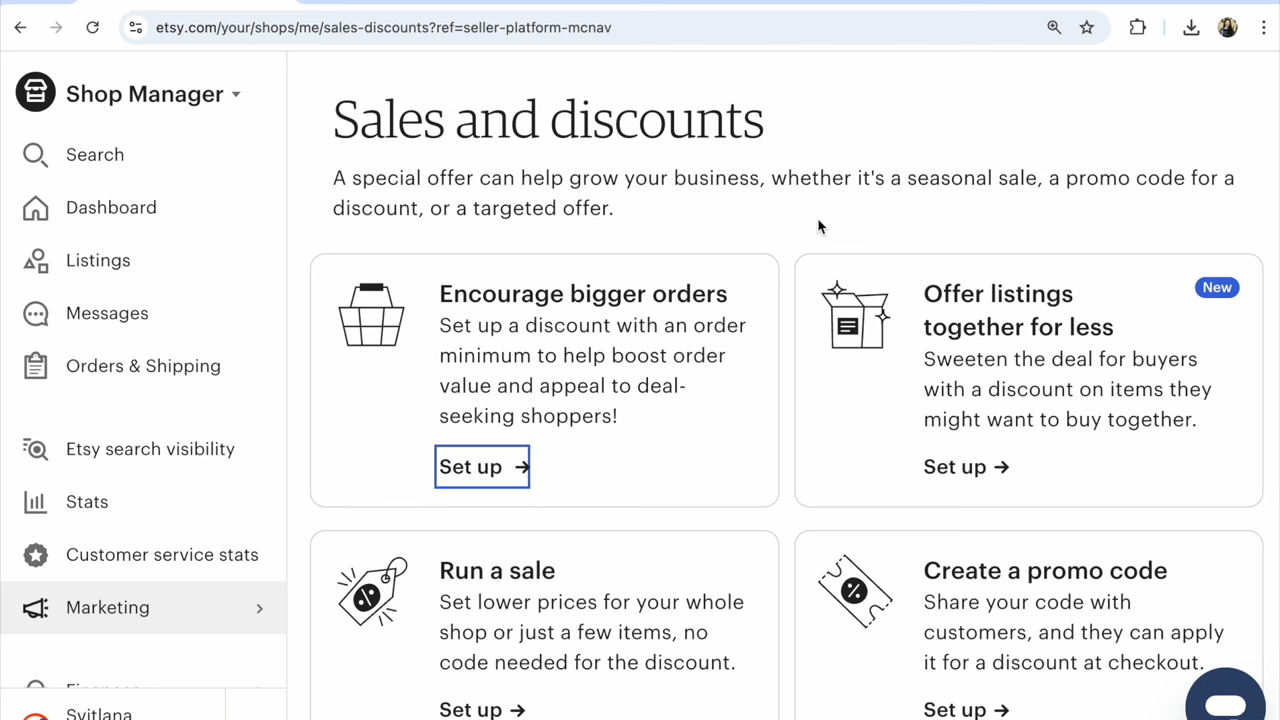 etsy.com/your/shops/me/sales-discounts?ref=seller-platform-mcnav
Shop Manager
Search
Dashboard
Listings
Messages
Orders & Shipping
Etsy search visibility
Stats
Customer service stats
Marketing
Finances
Svitlana
Sales and discounts
A special offer can help grow your business, whether it's a seasonal sale, a promo code for a
discount, or a targeted offer.
Encourage bigger orders
Set up a discount with an order
minimum to help boost order
value and appeal to deal-
seeking shoppers!
Set up →
Offer listings
together for less
New
Sweeten the deal for buyers
with a discount on items they
might want to buy together.
Set up →
Run a sale
Set lower prices for your whole
shop or just a few items, no
code needed for the discount.
Set up →
Create a promo code
Share your code with
customers, and they can apply
it for a discount at checkout.
Set up →